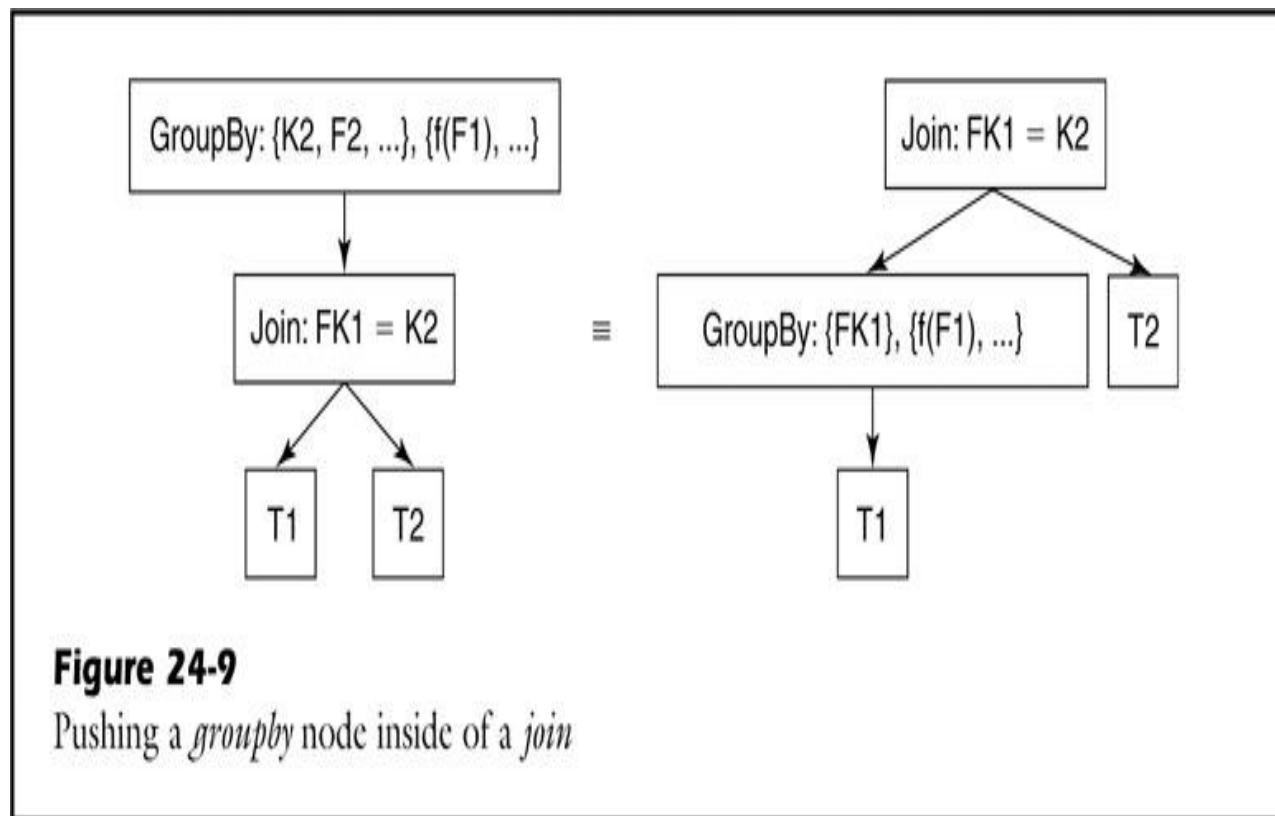 GroupBy: {K2, F2, ...}, {f(F1), ...}
Join: FK1 = K2
T1
T2
≡
Join: FK1 = K2
GroupBy: {FK1}, {f(F1), ...}
T2
T1
Figure 24-9
Pushing a groupby node inside of a join